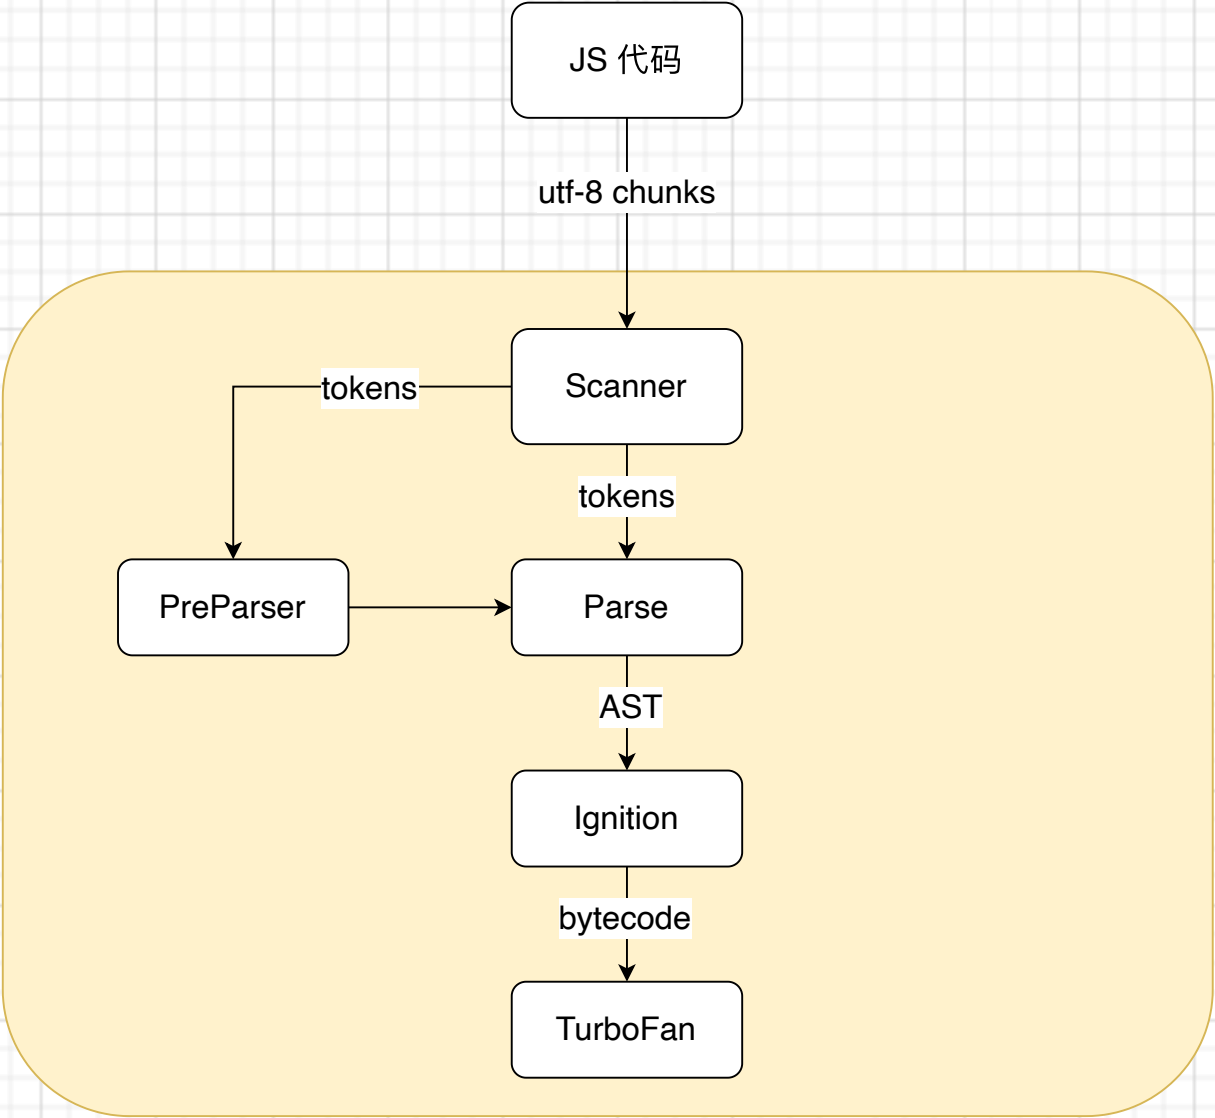 JS 代码
utf-8 chunks
Scanner
tokens
tokens
PreParser
Parse
AST
Ignition
bytecode
TurboFan